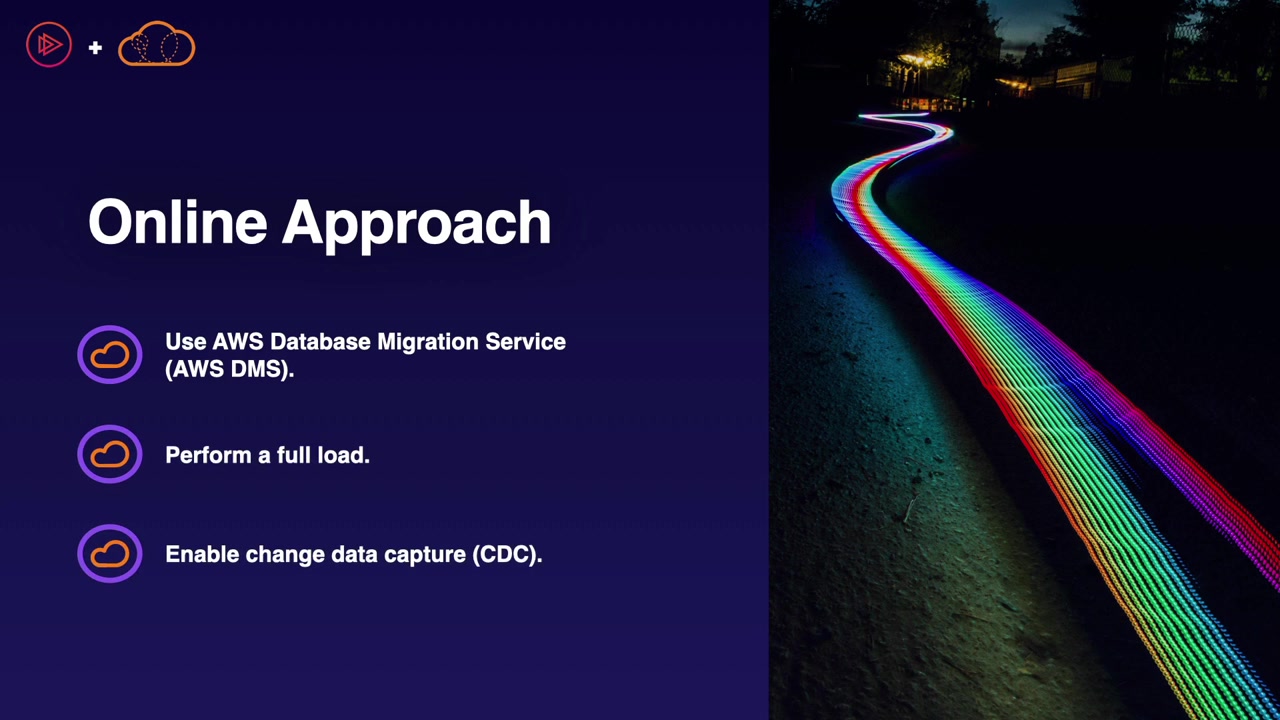 +
Online Approach
Use AWS Database Migration Service
(AWS DMS).
Perform a full load.
Enable change data capture (CDC).